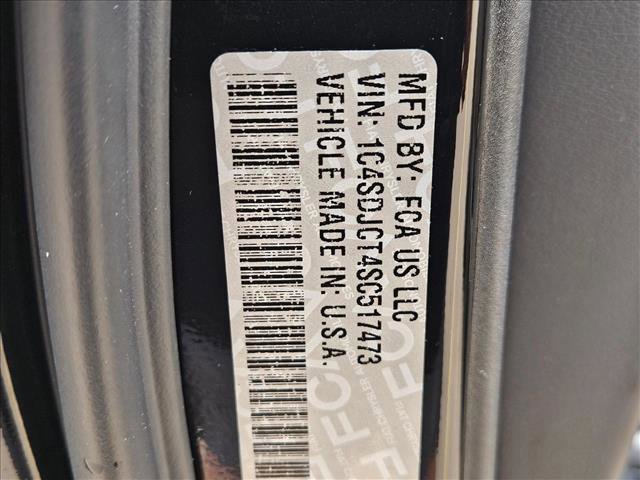 MFD BY: FCA US LLC
VIN: 1C4SDJCT4SC517473
VEHICLE MADE IN: U.S.A.